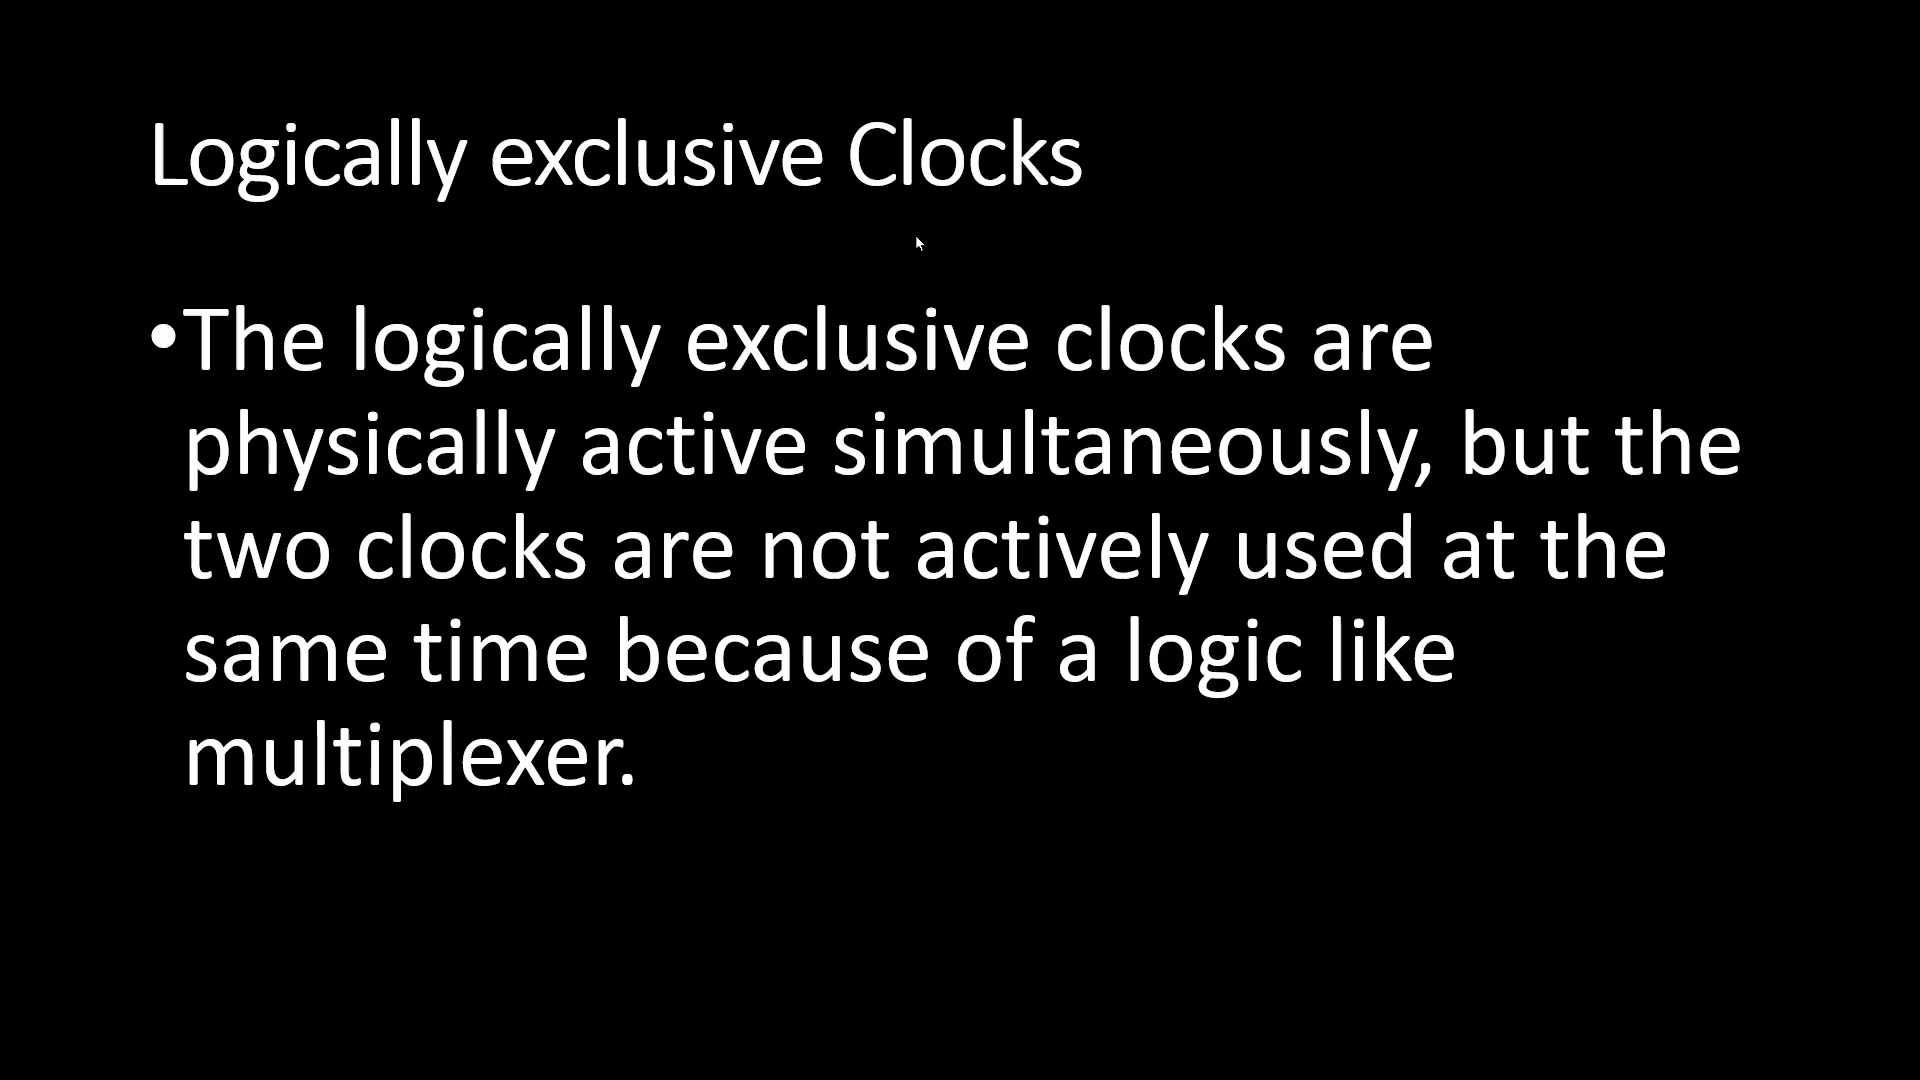 Logically exclusive Clocks
•The logically exclusive clocks are
physically active simultaneously, but the
two clocks are not actively used at the
same time because of a logic like
multiplexer.